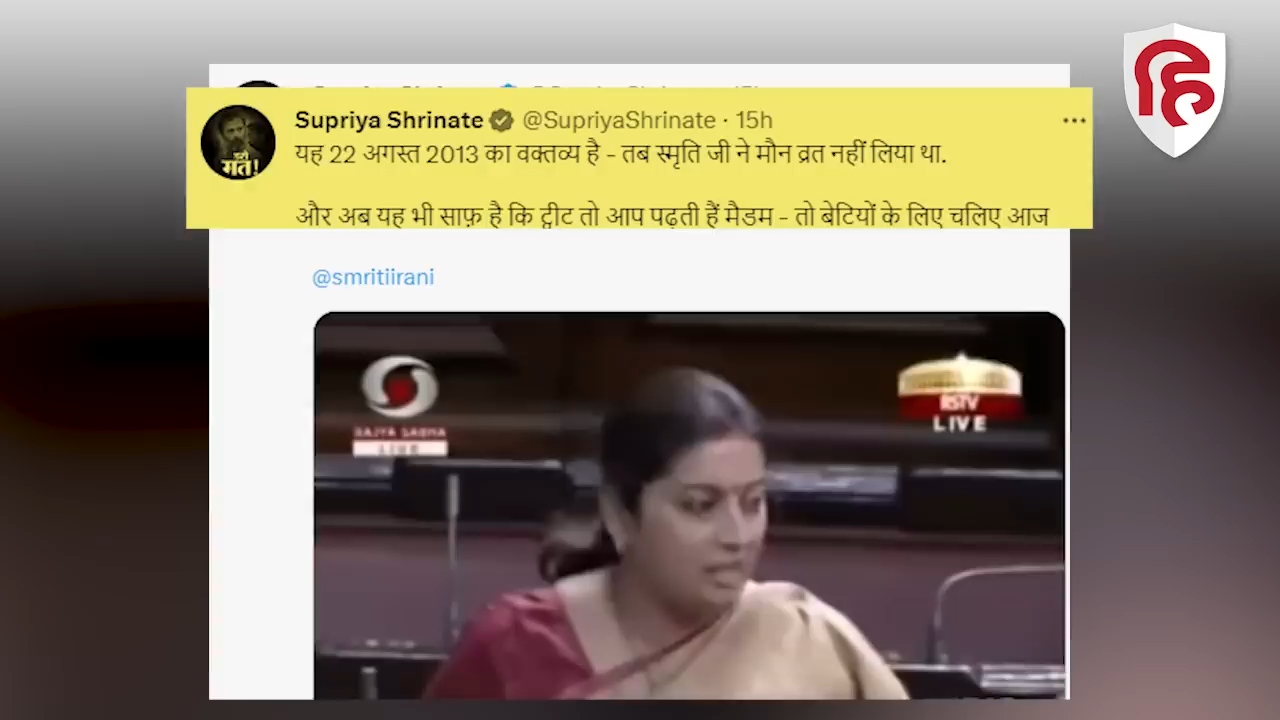 Supriya Shrinate @SupriyaShrinate · 15h
यह 22 अगस्त 2013 का वक्तव्य है - तब स्मृति जी ने मौन व्रत नहीं लिया था.
और अब यह भी साफ़ है कि ट्वीट तो आप पढ़ती हैं मैडम - तो बेटियों के लिए चलिए आज
@smritiirani
RAJYA SABHA
LIVE
RSTV
LIVE
हि